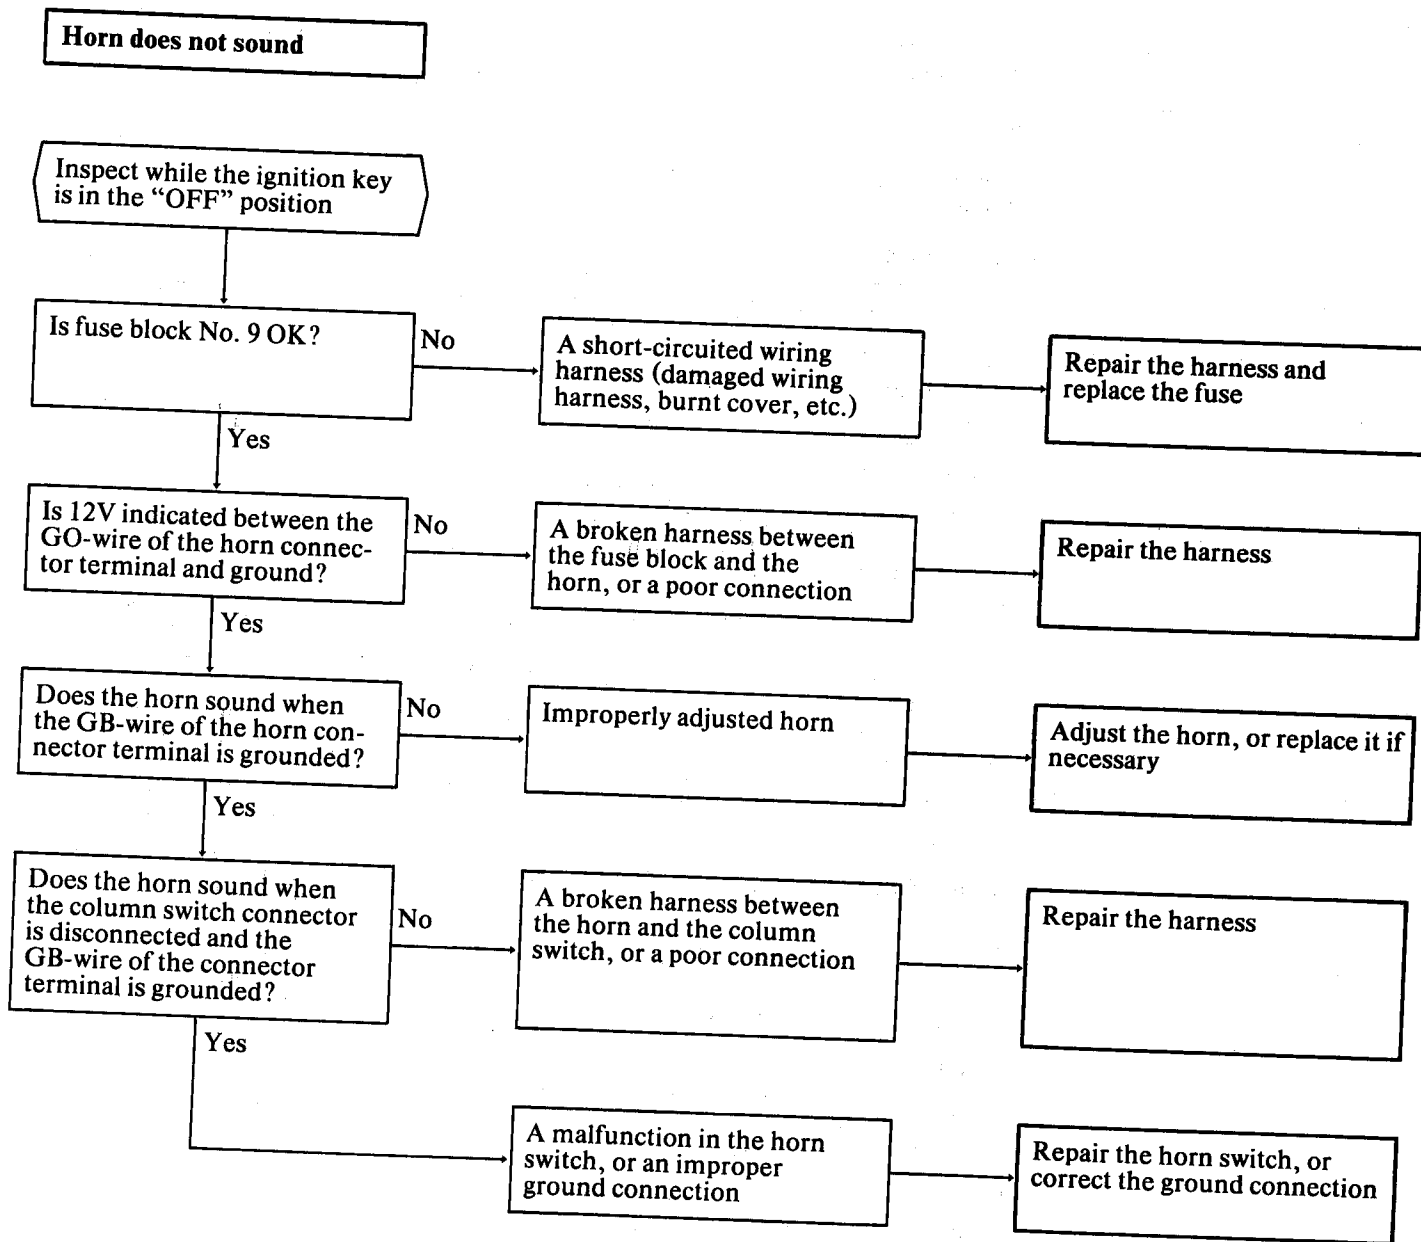 Horn does not sound
Inspect while the ignition key
is in the “OFF” position
Is fuse block No. 9 OK?
No
A short-circuited wiring
harness (damaged wiring
harness, burnt cover, etc.)
Repair the harness and
replace the fuse
Yes
Is 12V indicated between the
GO-wire of the horn connec-
tor terminal and ground?
No
A broken harness between
the fuse block and the
horn, or a poor connection
Repair the harness
Yes
Does the horn sound when
the GB-wire of the horn con-
nector terminal is grounded?
No
Improperly adjusted horn
Adjust the horn, or replace it if
necessary
Yes
Does the horn sound when
the column switch connector
is disconnected and the
GB-wire of the connector
terminal is grounded?
No
A broken harness between
the horn and the column
switch, or a poor connection
Repair the harness
Yes
A malfunction in the horn
switch, or an improper
ground connection
Repair the horn switch, or
correct the ground connection